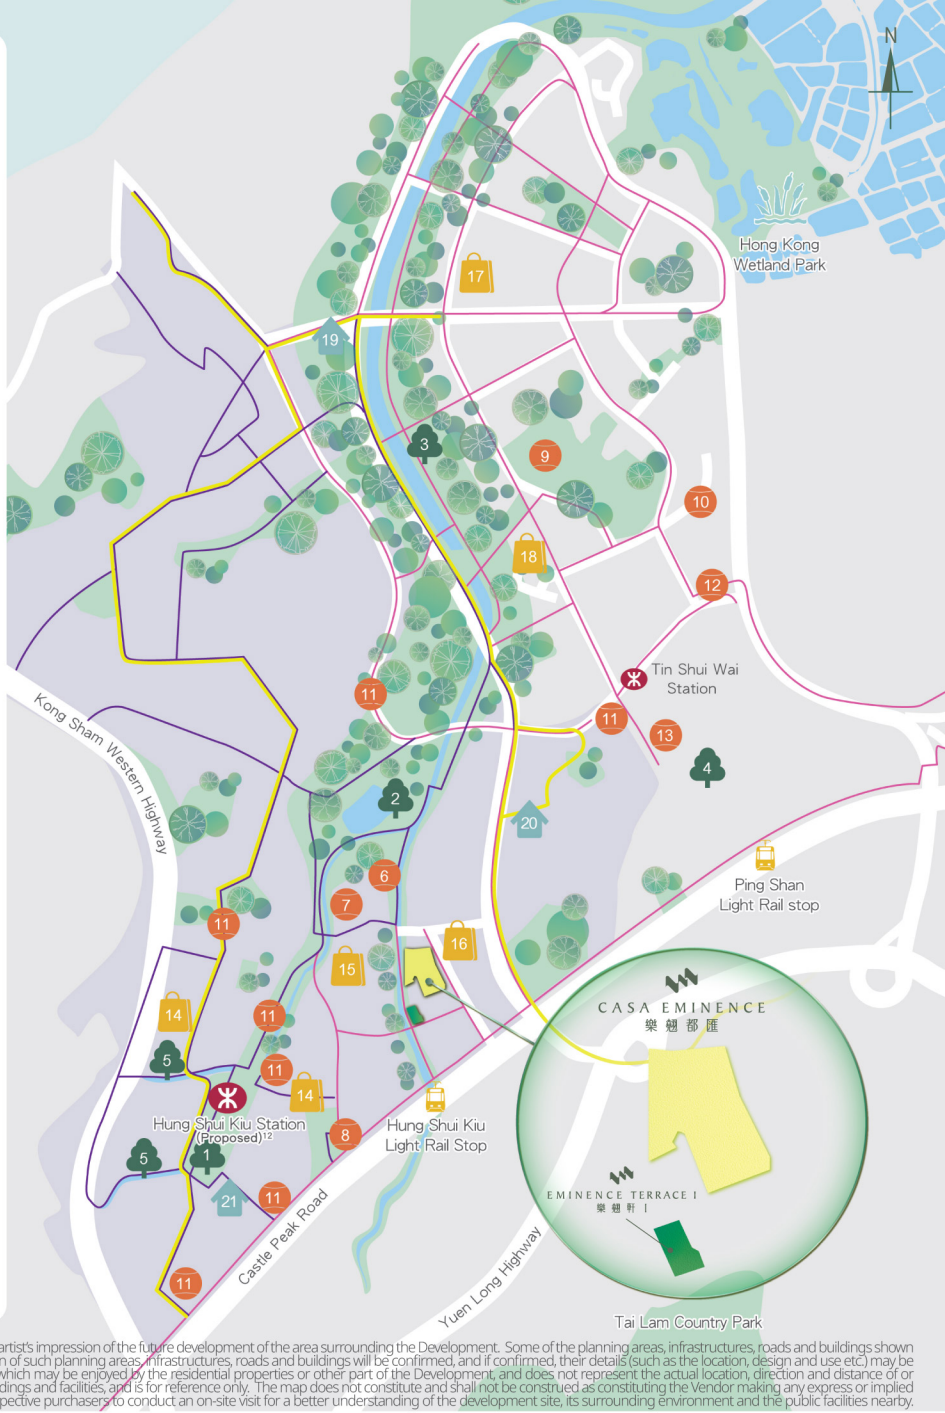 N
Hong Kong
Wetland Park
17
19
3
9
10
18
12
Tin Shui Wai
Station
11
11
13
4
Kong Sham Western Highway
2
20
Ping Shan
Light Rail stop
6
7
11
16
15
CASA EMINENCE
樂翹都匯
14
11
5
11
14
Hung Shui Kiu Station
(Proposed)12
Hung Shui Kiu
Light Rail Stop
8
5
1
EMINENCE TERRACE I
樂翹軒 I
21
11
Castle Peak Road
11
Yuen Long Highway
Tai Lam Country Park
artist's impression of the future development of the area surrounding the Development. Some of the planning areas, infrastructures, roads and buildings shown
n of such planning areas, infrastructures, roads and buildings will be confirmed, and if confirmed, their details (such as the location, design and use etc.) may be
which may be enjoyed by the residential properties or other part of the Development, and does not represent the actual location, direction and distance of or
dings and facilities, and is for reference only. The map does not constitute and shall not be construed as constituting the Vendor making any express or implied
spective purchasers to conduct an on-site visit for a better understanding of the development site, its surrounding environment and the public facilities nearby.